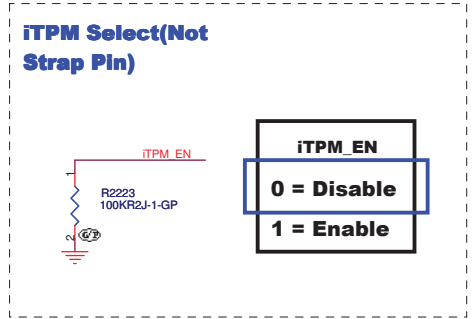 iTPM Select(Not
Strap Pin)
iTPM_EN
1
R2223
100KR2J-1-GP
2
G/P
iTPM_EN
0 = Disable
1 = Enable